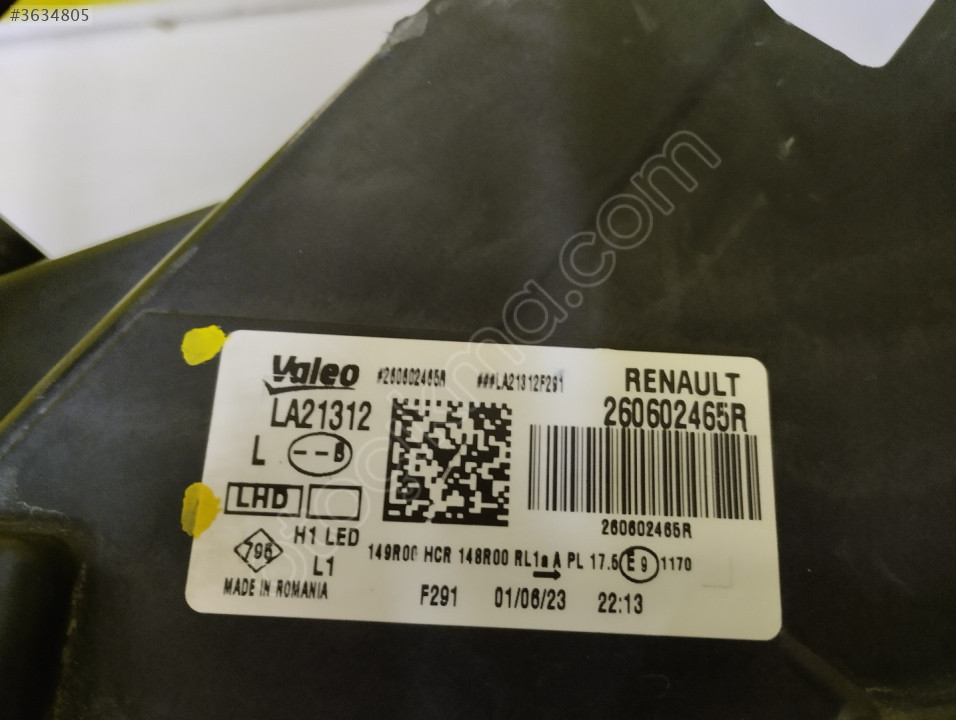 #3634805
Valeo #260602465R ###LA21312F291 RENAULT
LA21312 260602465R
L --B
LHD
260602465R
H1 LED
796 L1
149R00 HCR 148R00 RL1a A PL 17.5 E9 1170
MADE IN ROMANIA F291 01/06/23 22:13